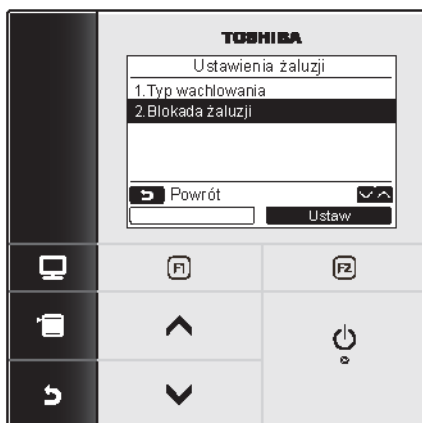 TOSHIBA
Ustawienia żaluzji
1.Typ wachlowania
2.Blokada żaluzji
Powrót
Ustaw
F1 F2